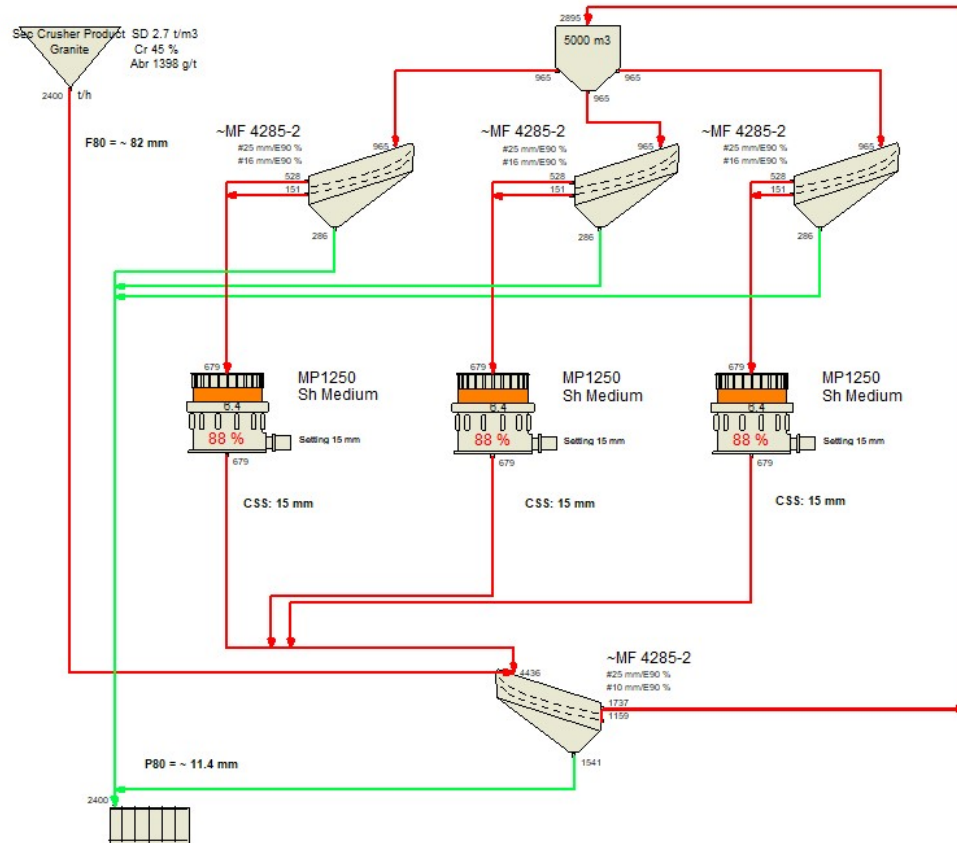 Sec Crusher Product
Granite
SD 2.7 t/m3
Cr 45 %
Abr 1398 g/t
2400 t/h
F80 = ~ 82 mm
2895
5000 m3
965
965
965
~MF 4285-2
#25 mm/E90 %
#16 mm/E90 %
965
528
151
286
~MF 4285-2
#25 mm/E90 %
#16 mm/E90 %
965
528
151
286
~MF 4285-2
#25 mm/E90 %
#16 mm/E90 %
965
528
151
286
679
MP1250
Sh Medium
8.4
88 %
Setting 15 mm
679
CSS: 15 mm
679
MP1250
Sh Medium
8.4
88 %
Setting 15 mm
679
CSS: 15 mm
679
MP1250
Sh Medium
8.4
88 %
Setting 15 mm
679
CSS: 15 mm
~MF 4285-2
#25 mm/E90 %
#10 mm/E90 %
4436
1737
1159
1541
P80 = ~ 11.4 mm
2400